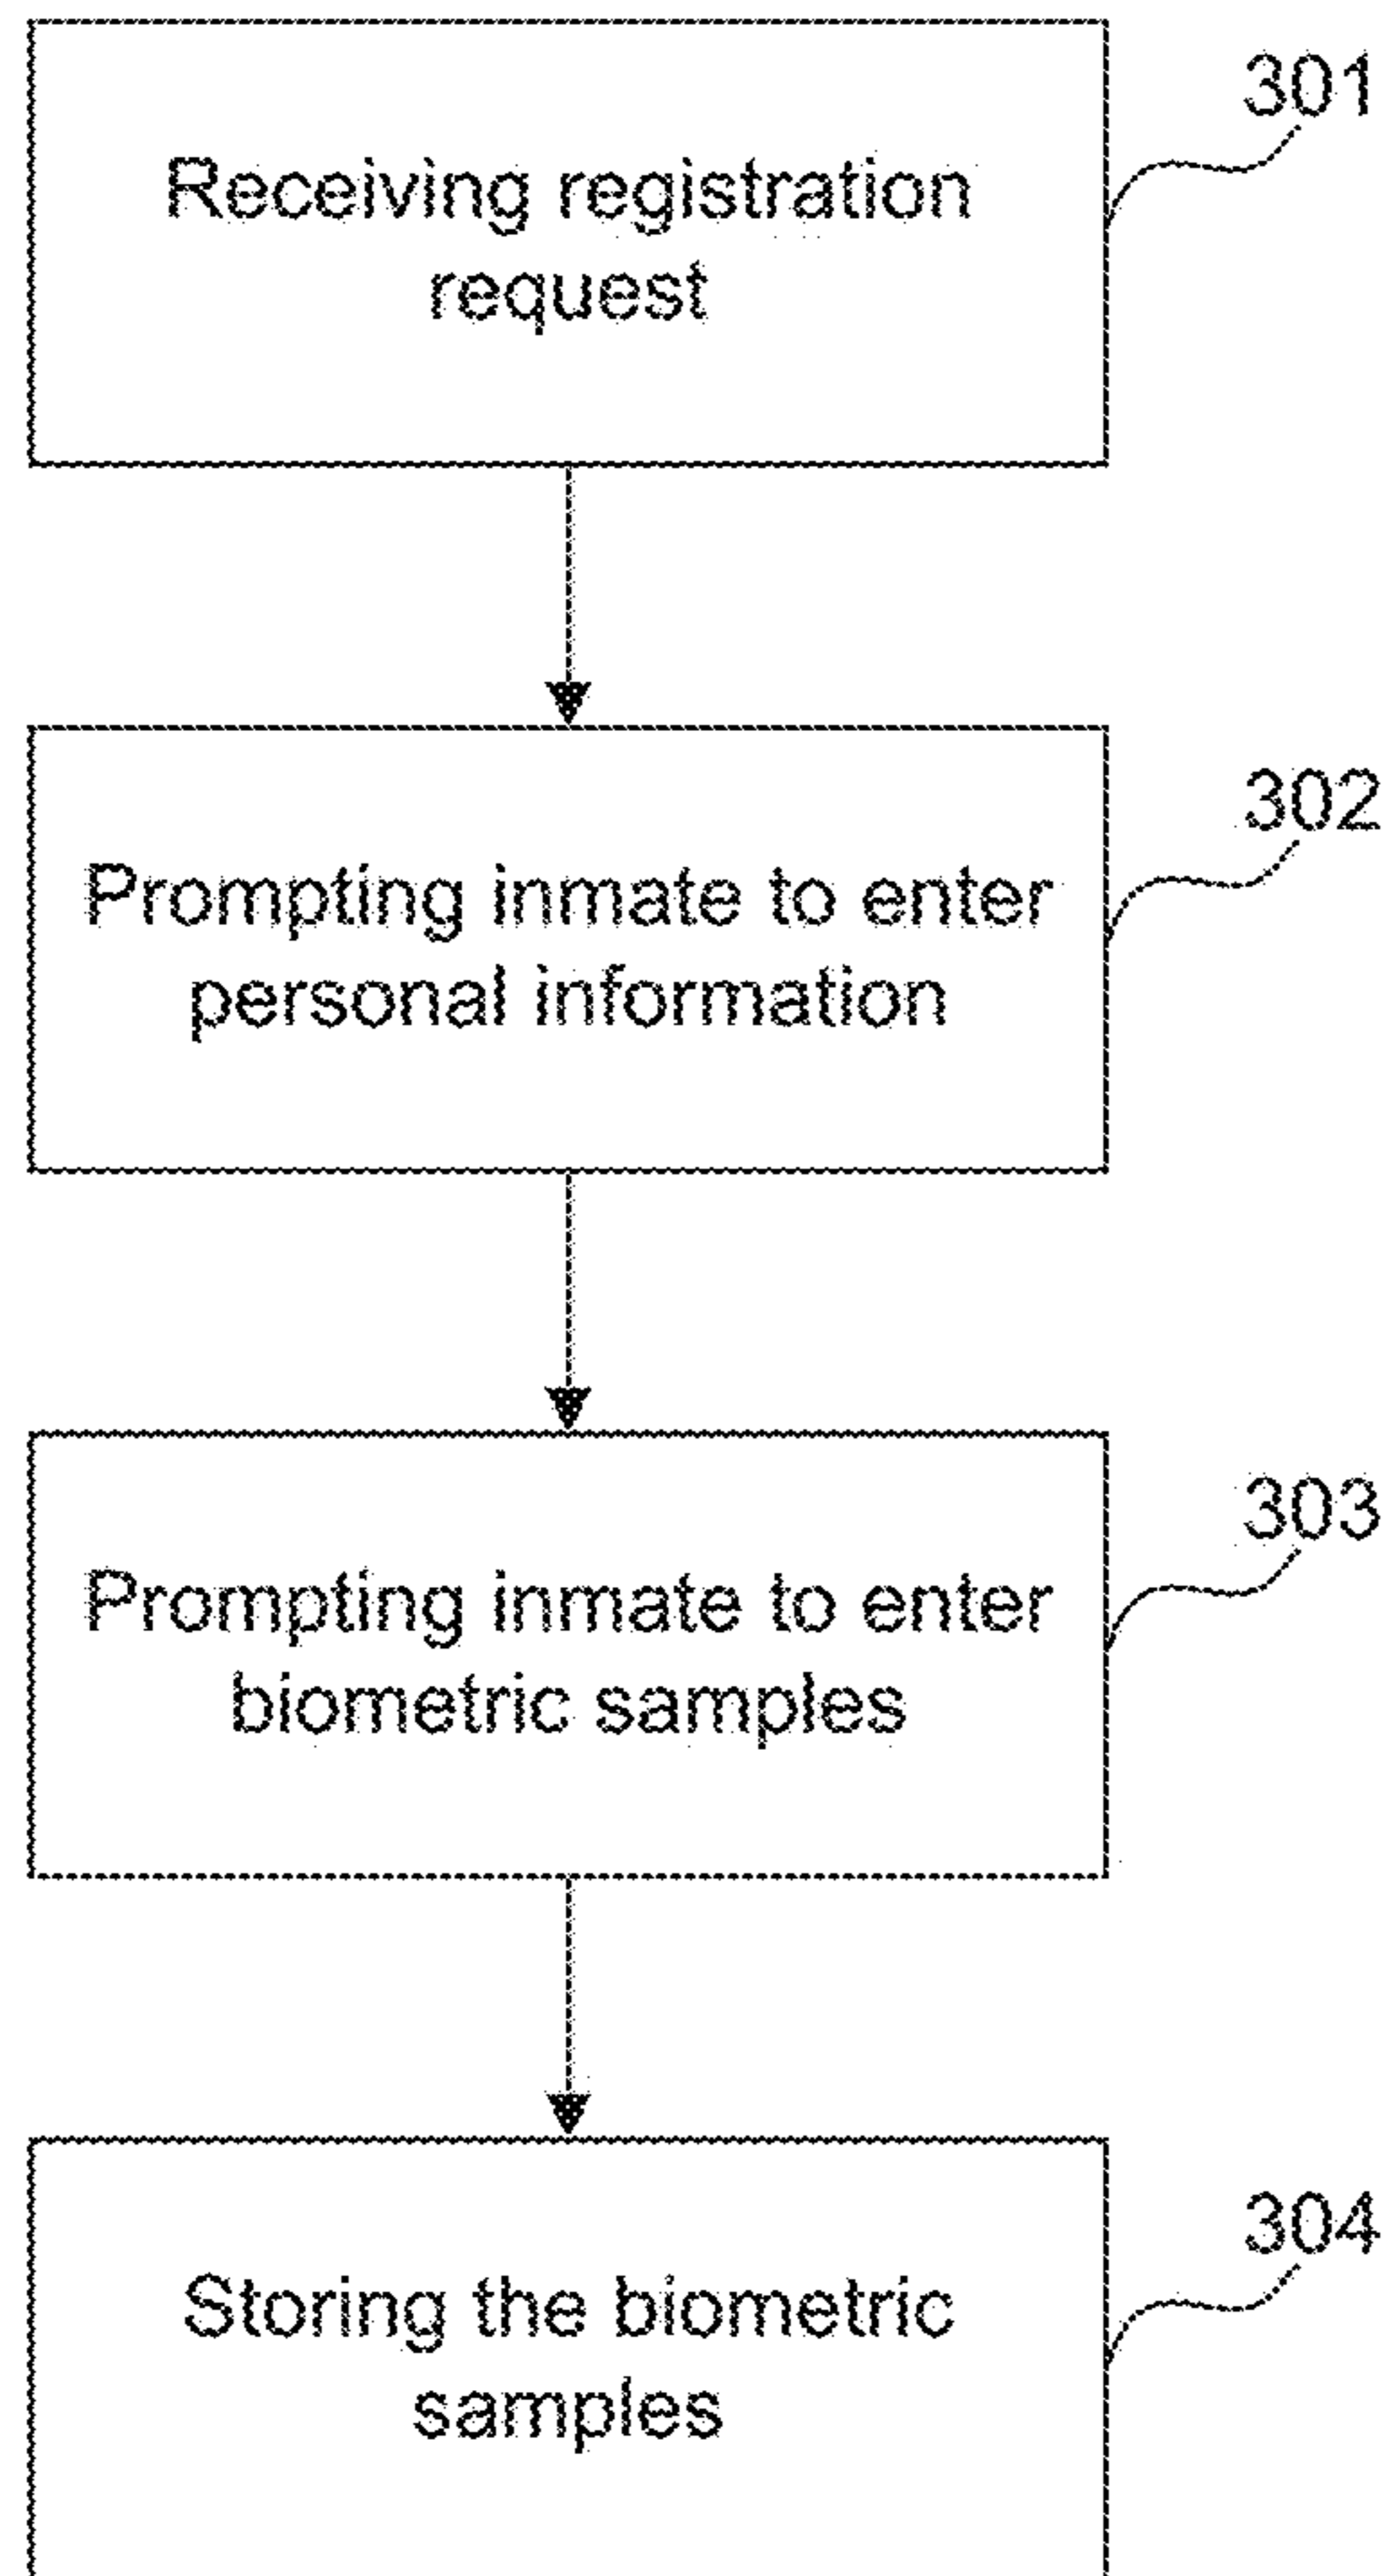 301
Receiving registration
request
302
Prompting inmate to enter
personal information
303
Prompting inmate to enter
biometric samples
304
Storing the biometric
samples